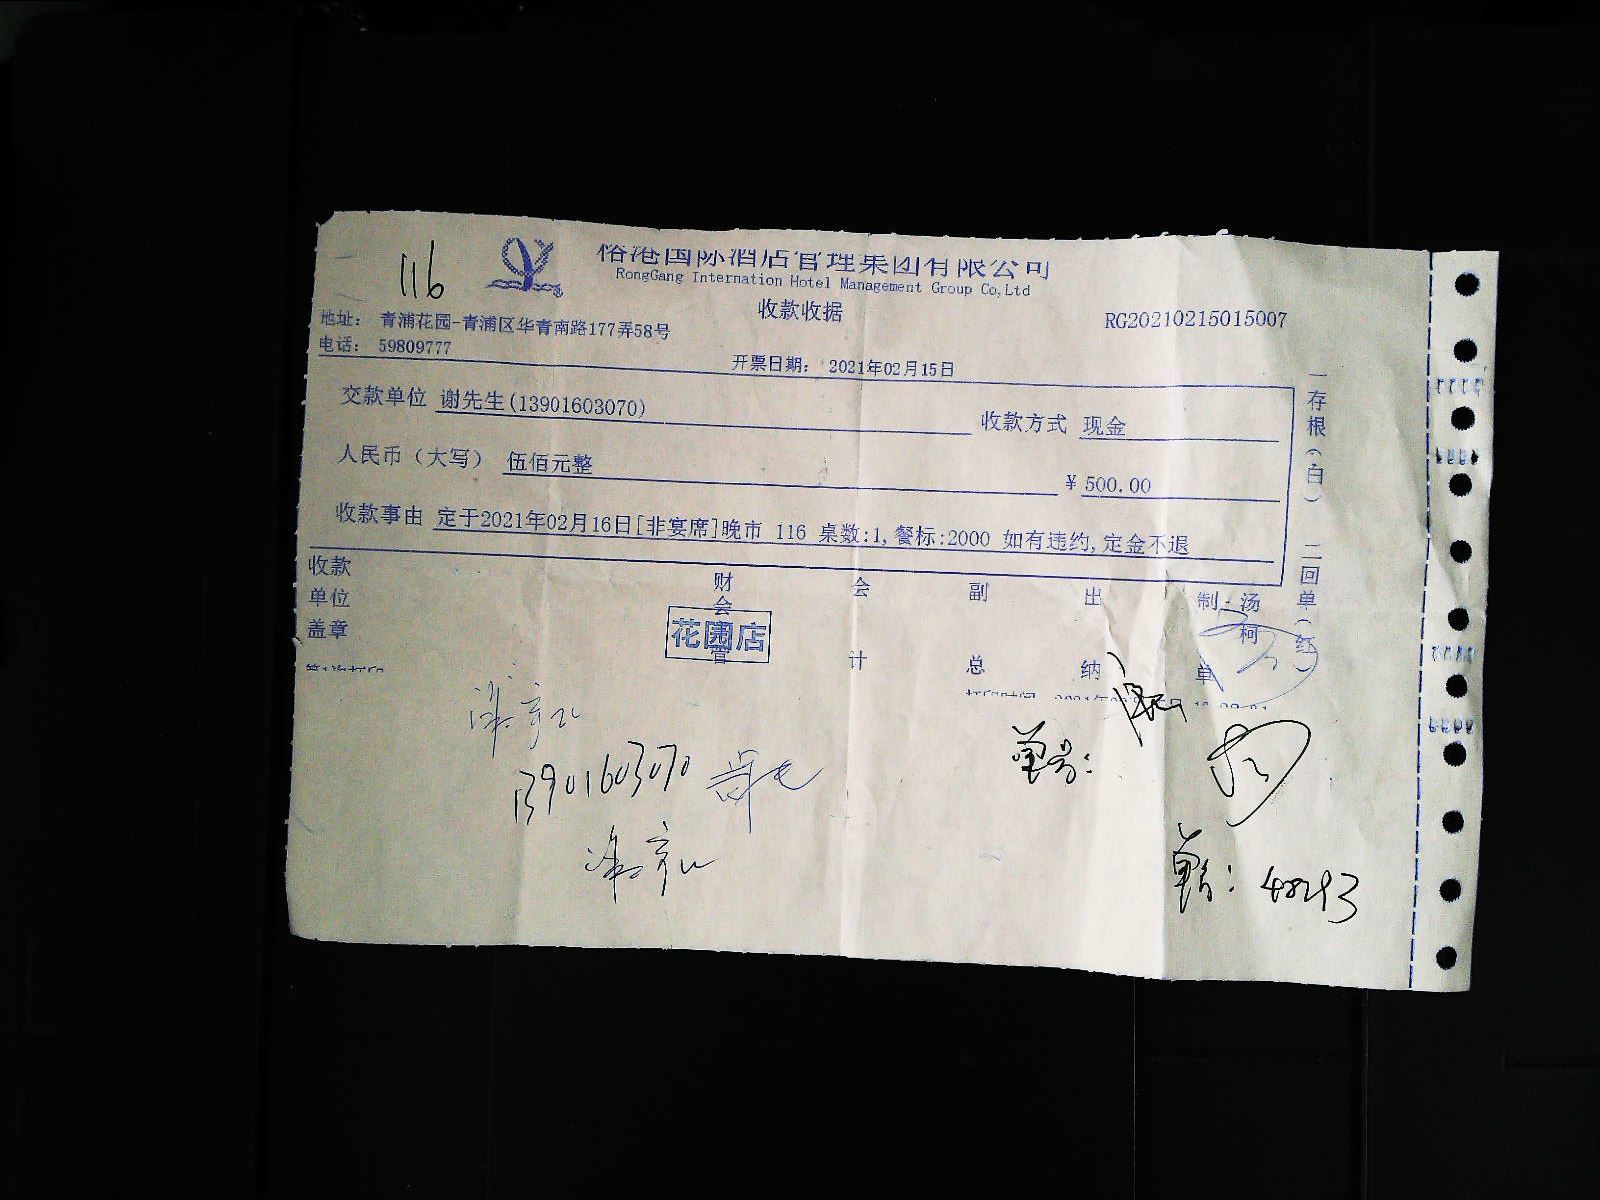 116
榕港国际酒店管理集团有限公司
RongGang Internation Hotel Management Group Co,Ltd
收款收据
RG20210215015007
地址： 青浦花园-青浦区华青南路177弄58号
电话： 59809777
开票日期： 2021年02月15日
交款单位 谢先生(13901603070)
收款方式 现金
人民币（大写） 伍佰元整
¥ 500.00
收款事由 定于2021年02月16日[非宴席]晚市 116 桌数:1,餐标:2000 如有违约,定金不退
一存根（白） 二回单（红）
收款单位盖章
财会主管
会计
副总
出纳
制单
汤柯
花园店
13901603070
单号：
单号：